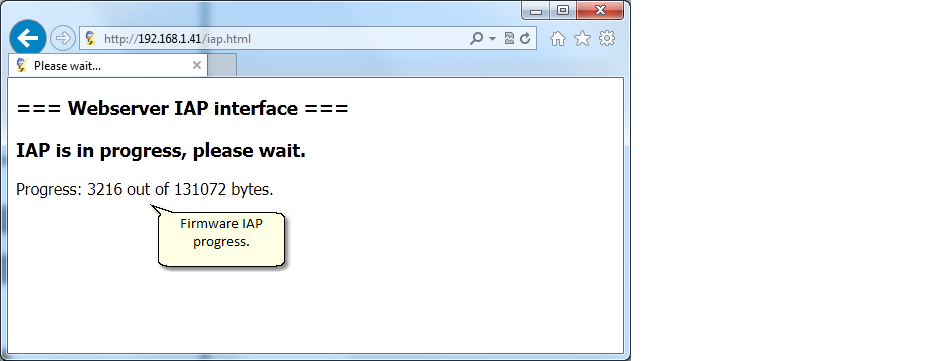 http://192.168.1.41/iap.html
Please wait...
=== Webserver IAP interface ===
IAP is in progress, please wait.
Progress: 3216 out of 131072 bytes.
Firmware IAP
progress.